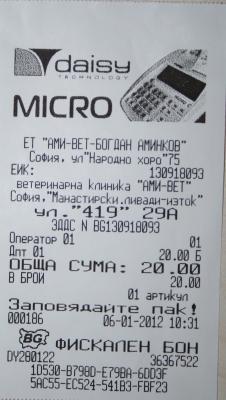 daisy
TECHNOLOGY
MICRO
ЕТ "АМИ-ВЕТ-БОГДАН АМИНКОВ"
София, ул"Народно хоро"75
ЕИК: 130918093
ветеринарна клиника "АМИ-ВЕТ"
София,"Манастирски.ливади-изток"
ул."419" 29А
ЗДДС N BG130918093
Оператор 01 01
Дпт 01 20.00 Б
ОБЩА СУМА: 20.00
В БРОИ 20.00
01 артикул
Заповядайте пак!
000186 06-01-2012 10:31
BG ФИСКАЛЕН БОН
DY280122 36367522
1D530-B798D-E79BA-6DD3F
5AC55-EC524-541B3-FBF23